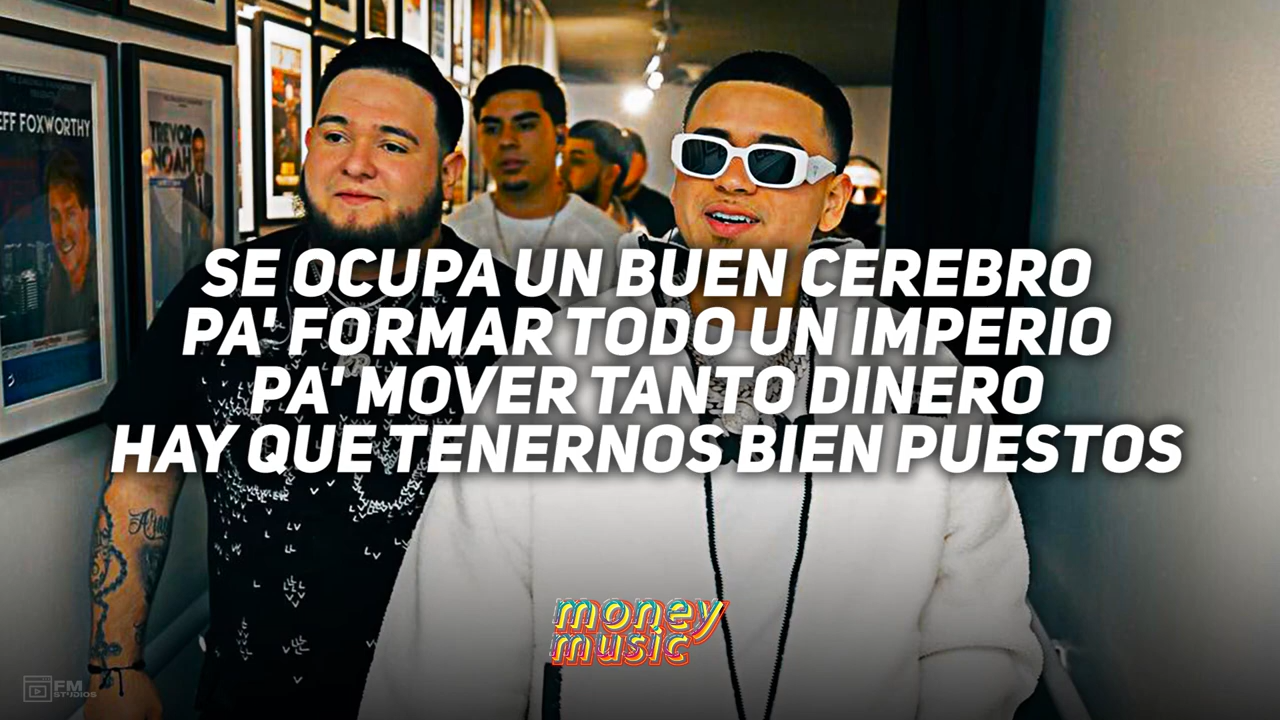 EFF FOXWORTHY
TREVOR
NOAH
SE OCUPA UN BUEN CEREBRO
PA' FORMAR TODO UN IMPERIO
PA' MOVER TANTO DINERO
HAY QUE TENERNOS BIEN PUESTOS
money
music
FM
STUDIOS